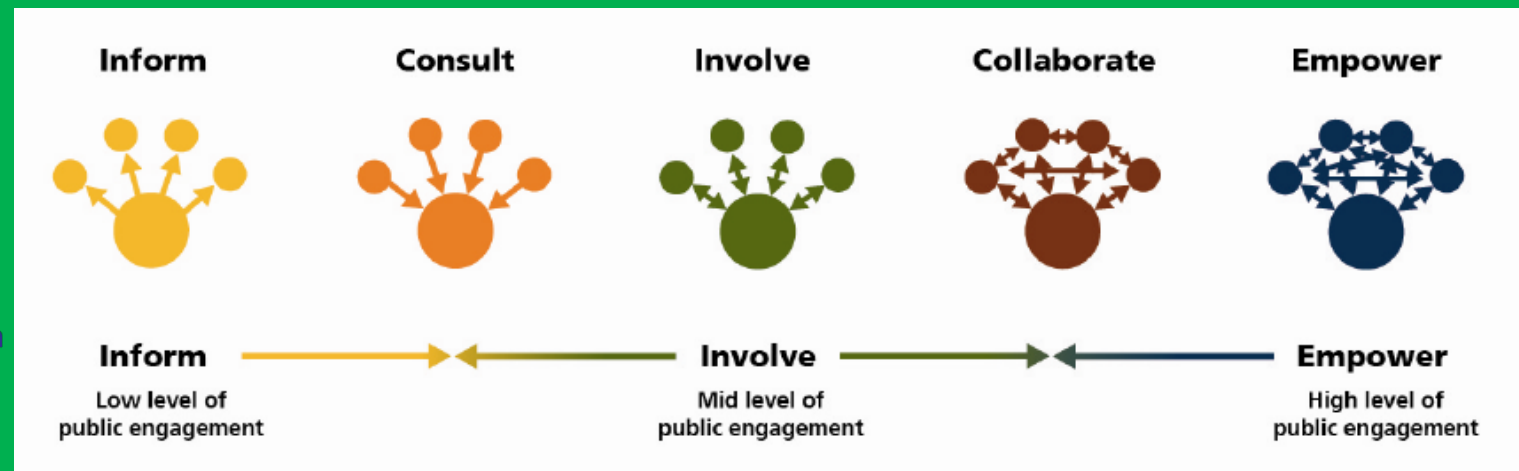 Inform Consult Involve Collaborate Empower
Inform Involve Empower
Low level of Mid level of High level of
public engagement public engagement public engagement